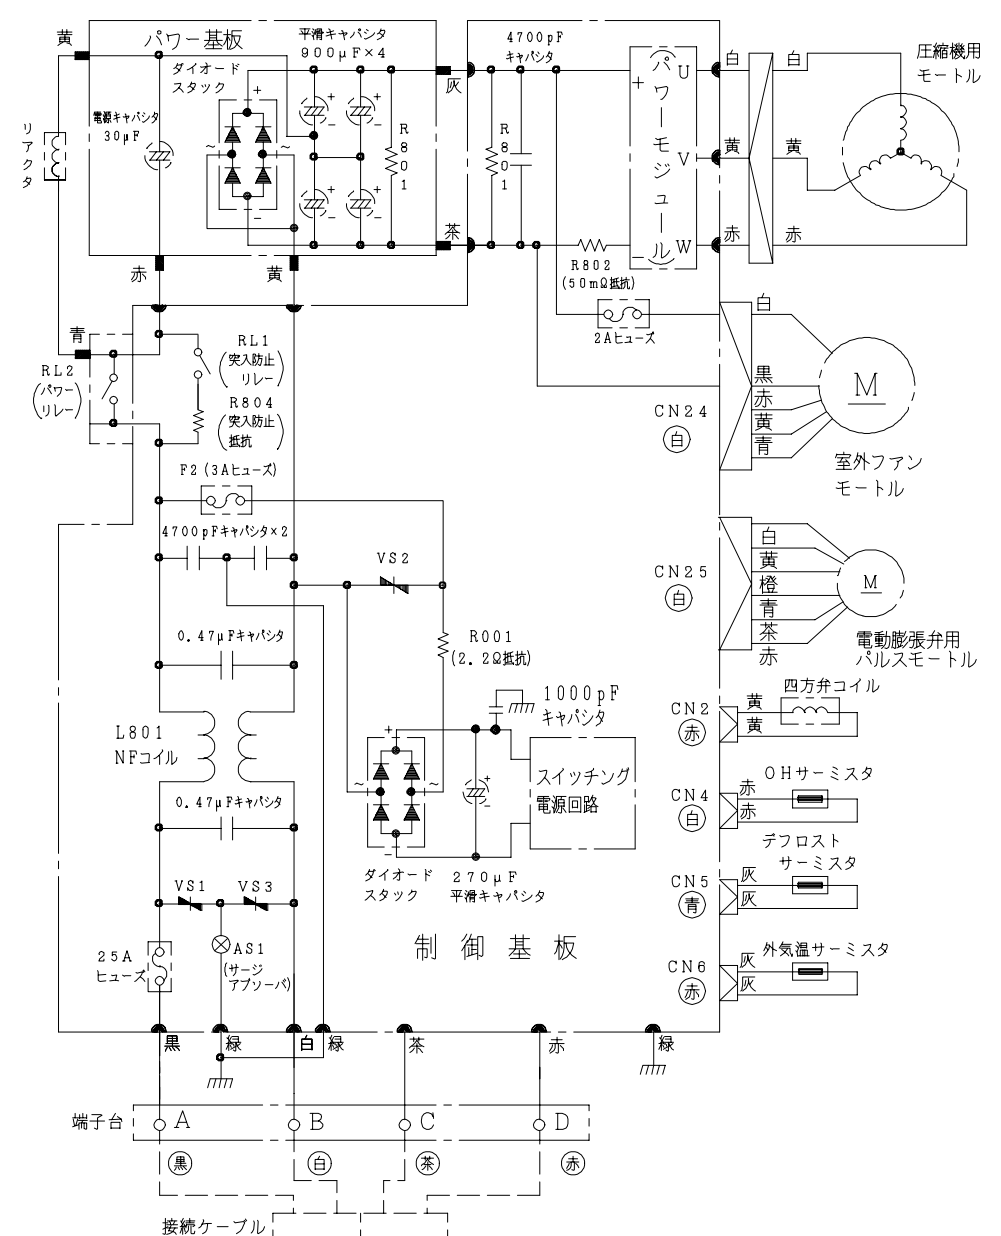 黄
パワー基板
平滑キャパシタ
900μF×4
4700pF
キャパシタ
圧縮機用
モートル
ダイオード
スタック
電源キャパシタ
30μF
リアクタ
R801
R801
灰
茶
+
−
(パワーモジュール)
U
V
W
白
黄
赤
白
黄
赤
+
−
~
~
+
−
+
−
+
−
+
−
赤
黄
R802
(50mΩ抵抗)
2Aヒューズ
青
RL2
(パワーリレー)
RL1
(突入防止
リレー)
R804
(突入防止
抵抗)
白
黒
赤
黄
青
CN24
白
M
室外ファン
モートル
F2(3Aヒューズ)
4700pFキャパシタ×2
VS2
CN25
白
白
黄
橙
青
茶
赤
M
電動膨張弁用
パルスモートル
0.47μFキャパシタ
R001
(2.2Ω抵抗)
1000pF
キャパシタ
L801
NFコイル
+
−
~
~
+
−
スイッチング
電源回路
ダイオード
スタック
270μF
平滑キャパシタ
CN2
赤
黄
黄
四方弁コイル
CN4
白
赤
赤
OHサーミスタ
CN5
青
灰
灰
デフロスト
サーミスタ
CN6
赤
灰
灰
外気温サーミスタ
0.47μFキャパシタ
VS1
VS3
25A
ヒューズ
AS1
(サージ
アブソーバ)
制御基板
黒
緑
白
緑
茶
赤
緑
端子台
A
B
C
D
黒
白
茶
赤
接続ケーブル